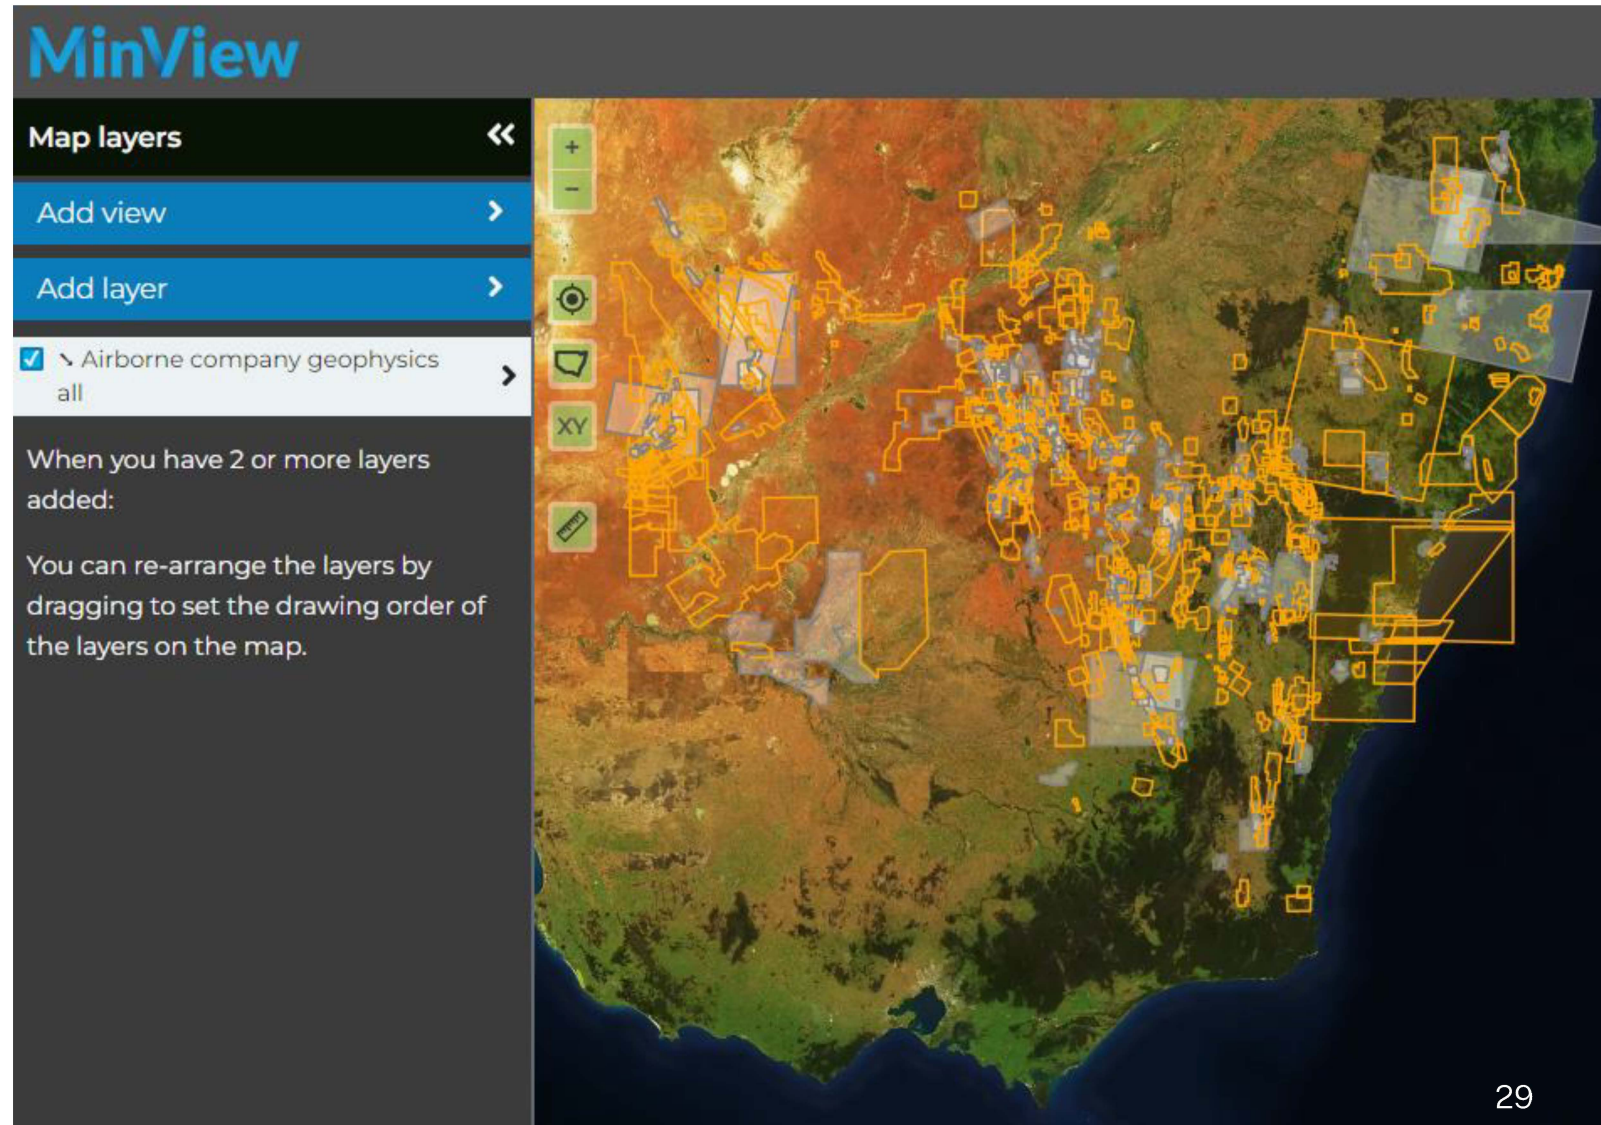 MinView
Map layers
Add view
Add layer
Airborne company geophysics
all
When you have 2 or more layers
added:
You can re-arrange the layers by
dragging to set the drawing order of
the layers on the map.
+
−
XY
29